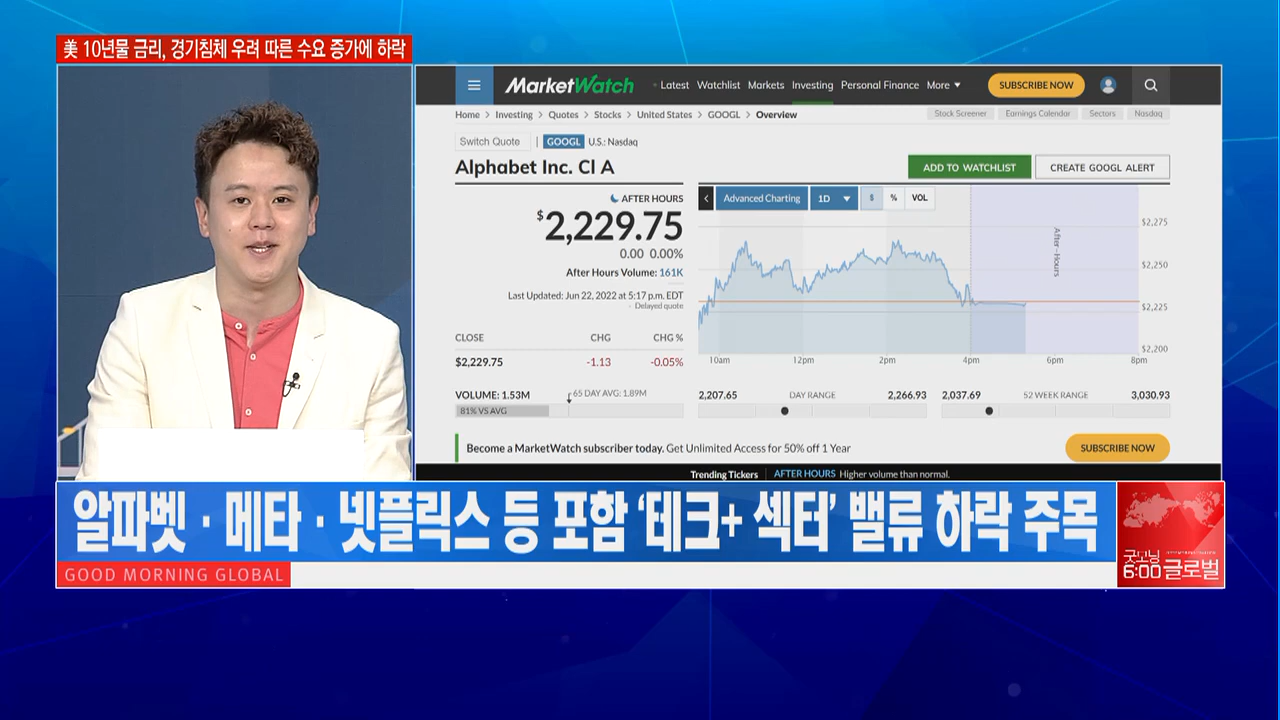 美 10년물 금리, 경기침체 우려 따른 수요 증가에 하락
MarketWatch
Latest Watchlist Markets Investing Personal Finance More
SUBSCRIBE NOW
Home > Investing > Quotes > Stocks > United States > GOOGL > Overview
Stock Screener Earnings Calendar Sectors Nasdaq
Switch Quote | GOOGL U.S.: Nasdaq
Alphabet Inc. Cl A
ADD TO WATCHLIST CREATE GOOGL ALERT
AFTER HOURS
$2,229.75
0.00 0.00%
After Hours Volume: 161K
Last Updated: Jun 22, 2022 at 5:17 p.m. EDT
Delayed quote
CLOSE CHG CHG %
$2,229.75 -1.13 -0.05%
Advanced Charting 1D $ % VOL
After-Hours
$2,275
$2,250
$2,225
$2,200
10am 12pm 2pm 4pm 6pm 8pm
VOLUME: 1.53M 65 DAY AVG: 1.89M
81% VS AVG
2,207.65 DAY RANGE 2,266.93
2,037.69 52 WEEK RANGE 3,030.93
Become a MarketWatch subscriber today. Get Unlimited Access for 50% off 1 Year
SUBSCRIBE NOW
Trending Tickers | AFTER HOURS Higher volume than normal.
알파벳·메타·넷플릭스 등 포함 ‘테크+ 섹터’ 밸류 하락 주목
GOOD MORNING GLOBAL
굿모닝
6:00 글로벌